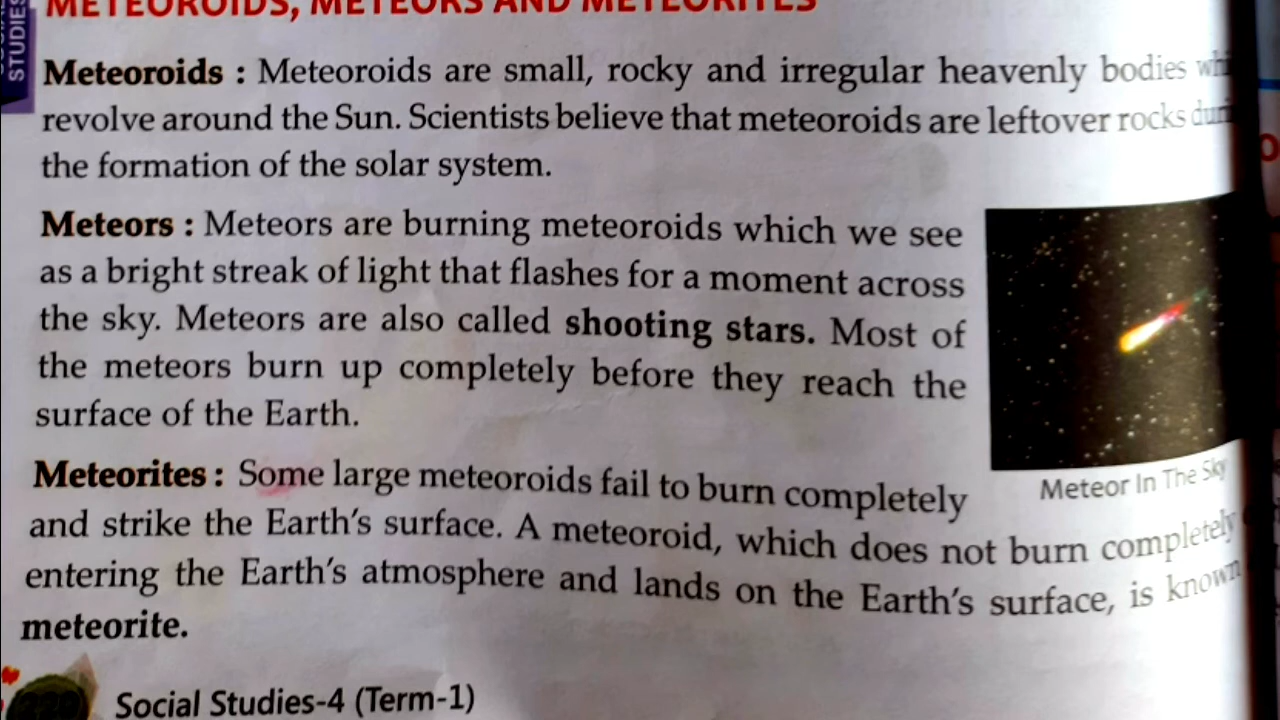 METEOROIDS, METEORS AND METEORITES
STUDIES
Meteoroids : Meteoroids are small, rocky and irregular heavenly bodies
revolve around the Sun. Scientists believe that meteoroids are leftover rocks
the formation of the solar system.
Meteors : Meteors are burning meteoroids which we see
as a bright streak of light that flashes for a moment across
the sky. Meteors are also called shooting stars. Most of
the meteors burn up completely before they reach the
surface of the Earth.
Meteor In The Sky
Meteorites : Some large meteoroids fail to burn completely
and strike the Earth's surface. A meteoroid, which does not burn completely
entering the Earth's atmosphere and lands on the Earth's surface, is known
meteorite.
Social Studies-4 (Term-1)